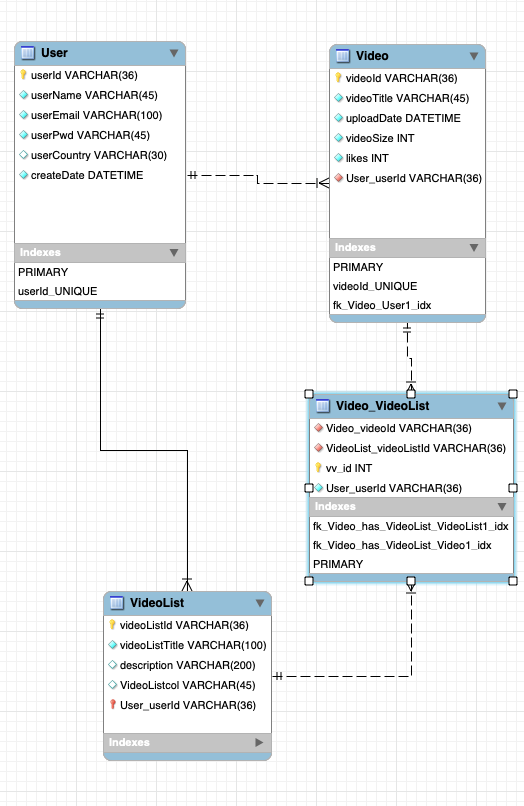 User
userId VARCHAR(36)
userName VARCHAR(45)
userEmail VARCHAR(100)
userPwd VARCHAR(45)
userCountry VARCHAR(30)
createDate DATETIME
Indexes
PRIMARY
userId_UNIQUE
Video
videoId VARCHAR(36)
videoTitle VARCHAR(45)
uploadDate DATETIME
videoSize INT
likes INT
User_userId VARCHAR(36)
Indexes
PRIMARY
videoId_UNIQUE
fk_Video_User1_idx
Video_VideoList
Video_videoId VARCHAR(36)
VideoList_videoListId VARCHAR(36)
vv_id INT
User_userId VARCHAR(36)
Indexes
fk_Video_has_VideoList_VideoList1_idx
fk_Video_has_VideoList_Video1_idx
PRIMARY
VideoList
videoListId VARCHAR(36)
videoListTitle VARCHAR(100)
description VARCHAR(200)
VideoListcol VARCHAR(45)
User_userId VARCHAR(36)
Indexes